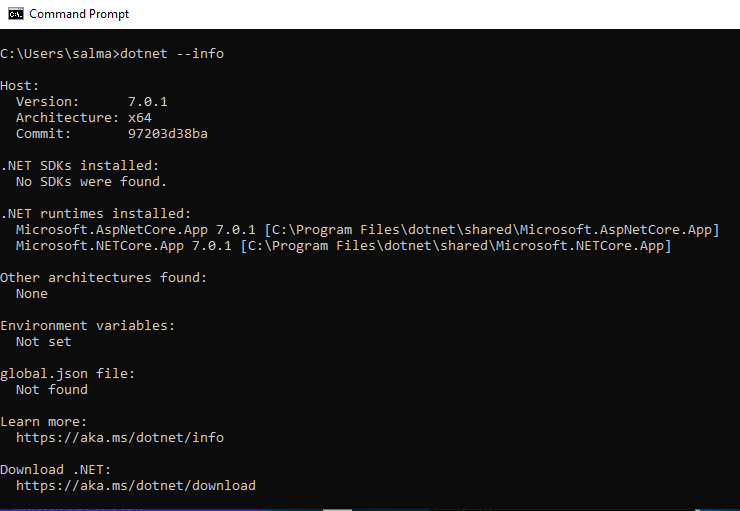 Command Prompt
C:\Users\salma>dotnet --info
Host:
Version: 7.0.1
Architecture: x64
Commit: 97203d38ba
.NET SDKs installed:
No SDKs were found.
.NET runtimes installed:
Microsoft.AspNetCore.App 7.0.1 [C:\Program Files\dotnet\shared\Microsoft.AspNetCore.App]
Microsoft.NETCore.App 7.0.1 [C:\Program Files\dotnet\shared\Microsoft.NETCore.App]
Other architectures found:
None
Environment variables:
Not set
global.json file:
Not found
Learn more:
https://aka.ms/dotnet/info
Download .NET:
https://aka.ms/dotnet/download